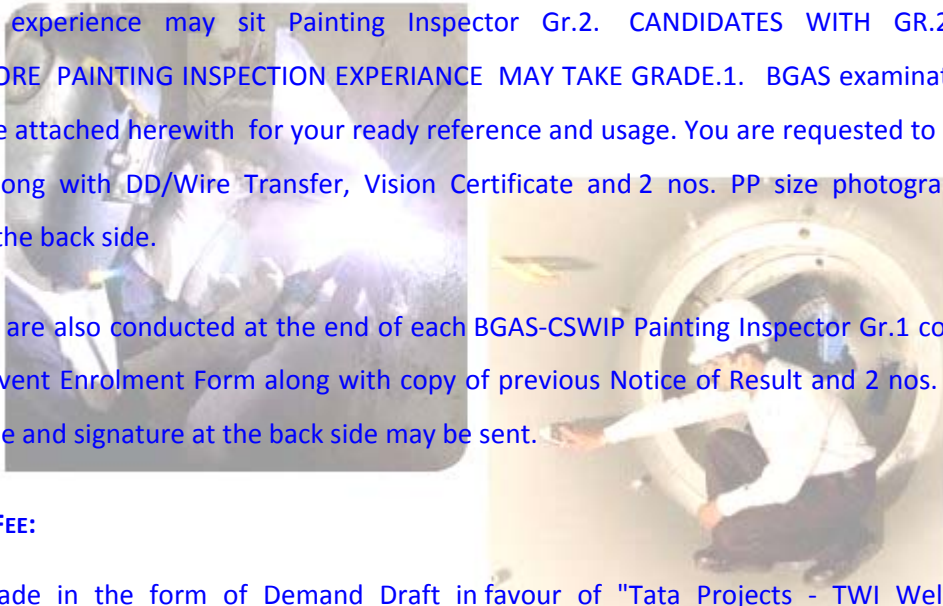 experience may sit Painting Inspector Gr.2. CANDIDATES WITH GR.2
ORE PAINTING INSPECTION EXPERIANCE MAY TAKE GRADE.1. BGAS examinat
e attached herewith for your ready reference and usage. You are requested to
ong with DD/Wire Transfer, Vision Certificate and 2 nos. PP size photogra
the back side.
are also conducted at the end of each BGAS-CSWIP Painting Inspector Gr.1 co
vent Enrolment Form along with copy of previous Notice of Result and 2 nos.
e and signature at the back side may be sent.
FEE:
ade in the form of Demand Draft in favour of "Tata Projects - TWI Wel